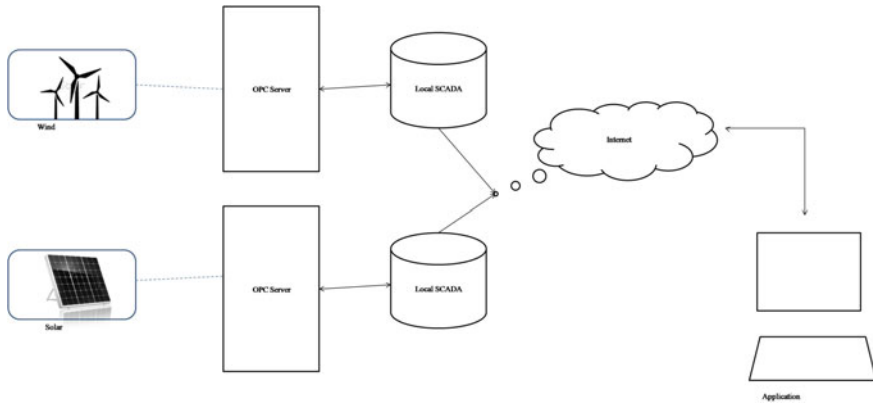 Wind
OPC Server
Local SCADA
Internet
Solar
OPC Server
Local SCADA
Application